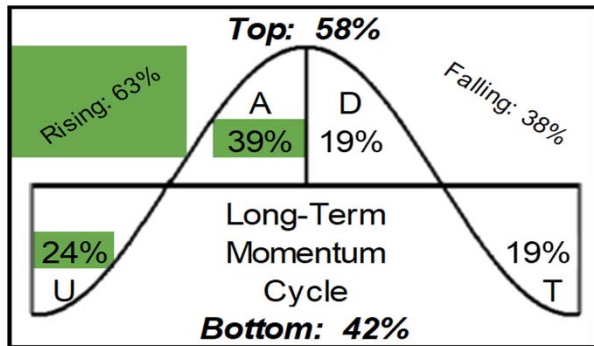 Top: 58%
Rising: 63%
Falling: 38%
A D
39% 19%
Long-Term
24% Momentum 19%
U Cycle T
Bottom: 42%